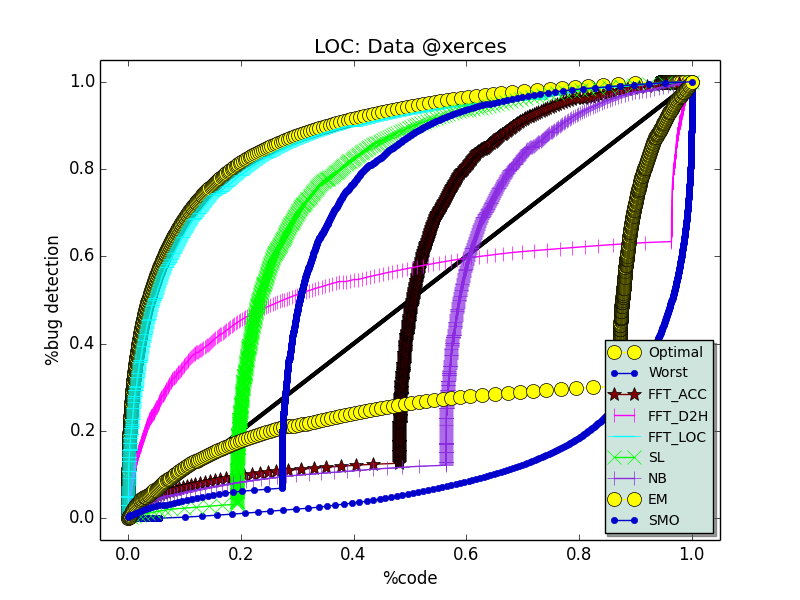 LOC: Data @xerces
%bug detection
1.0
0.8
0.6
0.4
0.2
0.0
0.0 0.2 0.4 0.6 0.8 1.0
%code
Optimal
Worst
FFT_ACC
FFT_D2H
FFT_LOC
SL
NB
EM
SMO